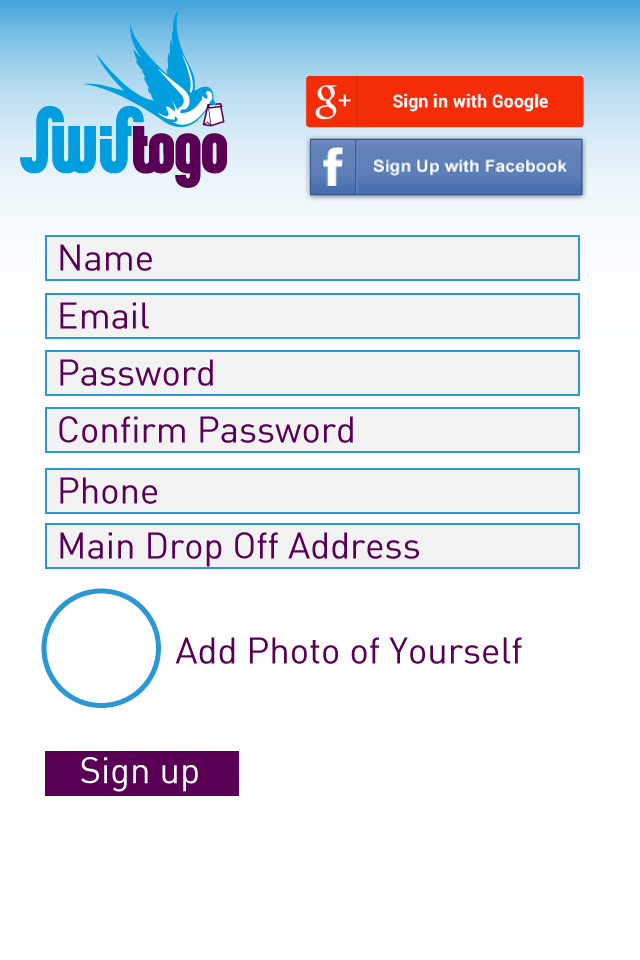 Swiftogo
g+ Sign in with Google
f Sign Up with Facebook
Name
Email
Password
Confirm Password
Phone
Main Drop Off Address
Add Photo of Yourself
Sign up